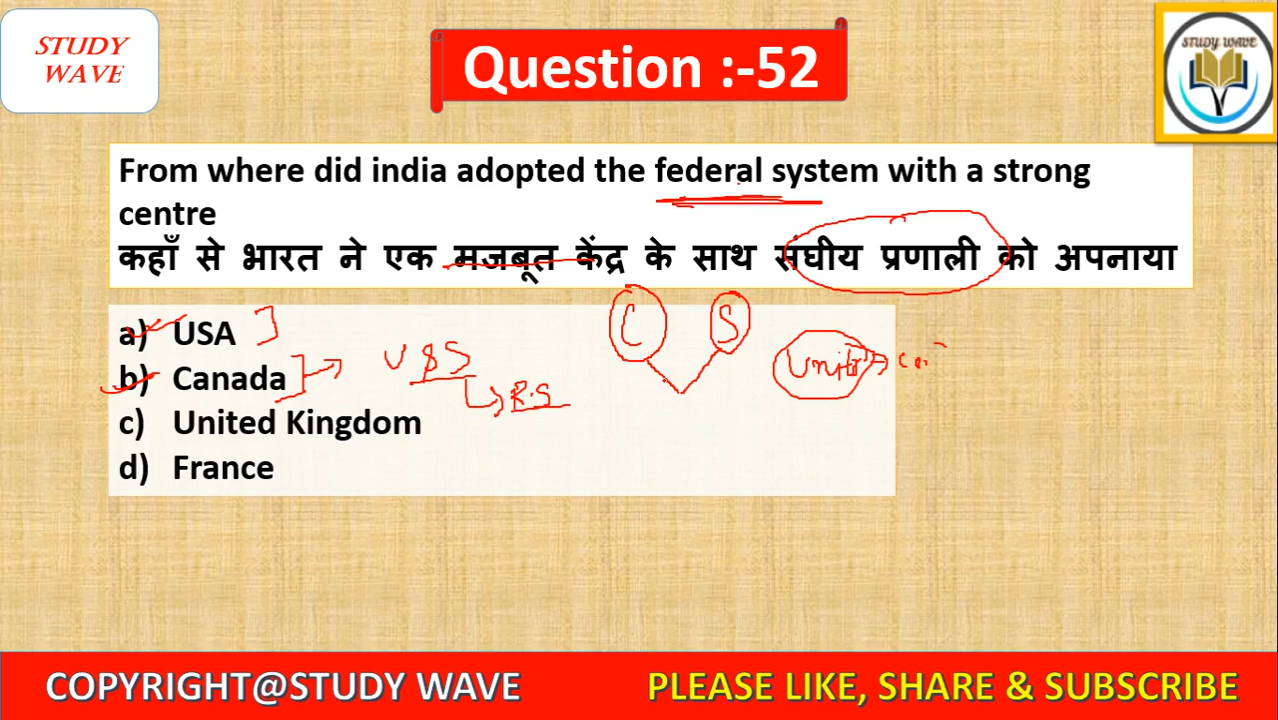 STUDY
WAVE
Question :-52
STUDY WAVE
From where did india adopted the federal system with a strong
centre
कहाँ से भारत ने एक मजबूत केंद्र के साथ संघीय प्रणाली को अपनाया
a) USA
b) Canada
c) United Kingdom
d) France
C S
R.S
COPYRIGHT@STUDY WAVE
PLEASE LIKE, SHARE & SUBSCRIBE